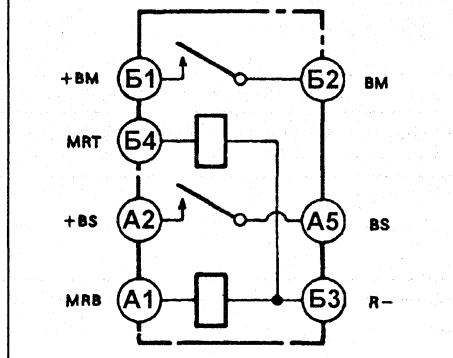 +BM Б1 Б2 BM
MRT Б4
+BS A2 A5 BS
MRB A1 Б3 R–